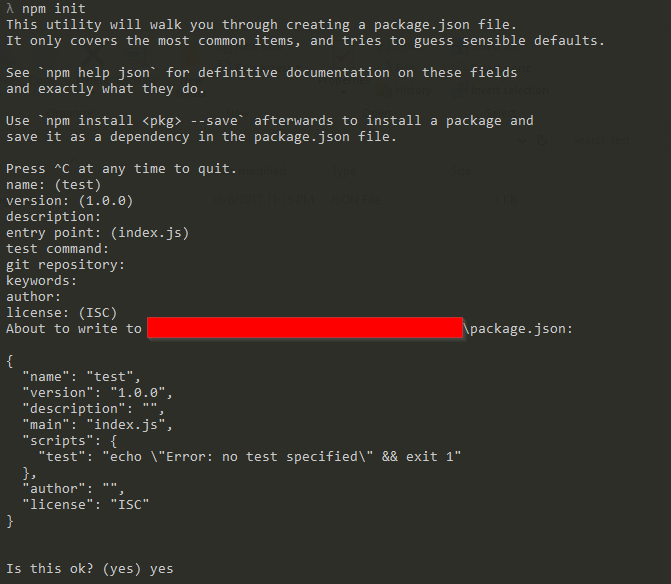 λ npm init
This utility will walk you through creating a package.json file.
It only covers the most common items, and tries to guess sensible defaults.
See `npm help json` for definitive documentation on these fields
and exactly what they do.
Use `npm install <pkg> --save` afterwards to install a package and
save it as a dependency in the package.json file.
Press ^C at any time to quit.
name: (test)
version: (1.0.0)
description:
entry point: (index.js)
test command:
git repository:
keywords:
author:
license: (ISC)
About to write to \package.json:
{
  "name": "test",
  "version": "1.0.0",
  "description": "",
  "main": "index.js",
  "scripts": {
    "test": "echo \"Error: no test specified\" && exit 1"
  },
  "author": "",
  "license": "ISC"
}
Is this ok? (yes) yes